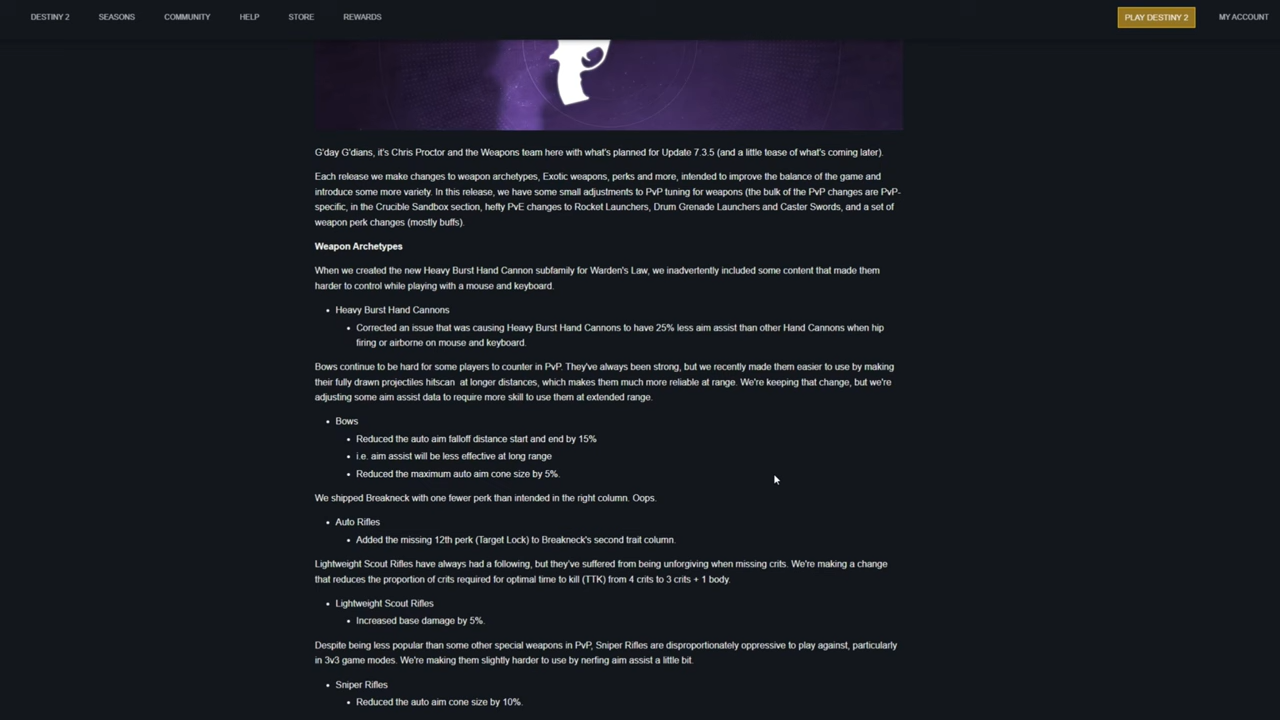 DESTINY 2 SEASONS COMMUNITY HELP STORE REWARDS PLAY DESTINY 2 MY ACCOUNT
G'day G'dians, it's Chris Proctor and the Weapons team here with what's planned for Update 7.3.5 (and a little tease of what's coming later).
Each release we make changes to weapon archetypes, Exotic weapons, perks and more, intended to improve the balance of the game and
introduce some more variety. In this release, we have some small adjustments to PvP tuning for weapons (the bulk of the PvP changes are PvP-
specific, in the Crucible Sandbox section, hefty PvE changes to Rocket Launchers, Drum Grenade Launchers and Caster Swords, and a set of
weapon perk changes (mostly buffs).
Weapon Archetypes
When we created the new Heavy Burst Hand Cannon subfamily for Warden's Law, we inadvertently included some content that made them
harder to control while playing with a mouse and keyboard.
• Heavy Burst Hand Cannons
• Corrected an issue that was causing Heavy Burst Hand Cannons to have 25% less aim assist than other Hand Cannons when hip
firing or airborne on mouse and keyboard.
Bows continue to be hard for some players to counter in PvP. They've always been strong, but we recently made them easier to use by making
their fully drawn projectiles hitscan at longer distances, which makes them much more reliable at range. We're keeping that change, but we're
adjusting some aim assist data to require more skill to use them at extended range.
• Bows
• Reduced the auto aim falloff distance start and end by 15%
• i.e. aim assist will be less effective at long range
• Reduced the maximum auto aim cone size by 5%.
We shipped Breakneck with one fewer perk than intended in the right column. Oops.
• Auto Rifles
• Added the missing 12th perk (Target Lock) to Breakneck's second trait column.
Lightweight Scout Rifles have always had a following, but they've suffered from being unforgiving when missing crits. We're making a change
that reduces the proportion of crits required for optimal time to kill (TTK) from 4 crits to 3 crits + 1 body.
• Lightweight Scout Rifles
• Increased base damage by 5%.
Despite being less popular than some other special weapons in PvP, Sniper Rifles are disproportionately oppressive to play against, particularly
in 3v3 game modes. We're making them slightly harder to use by nerfing aim assist a little bit.
• Sniper Rifles
• Reduced the auto aim cone size by 10%.